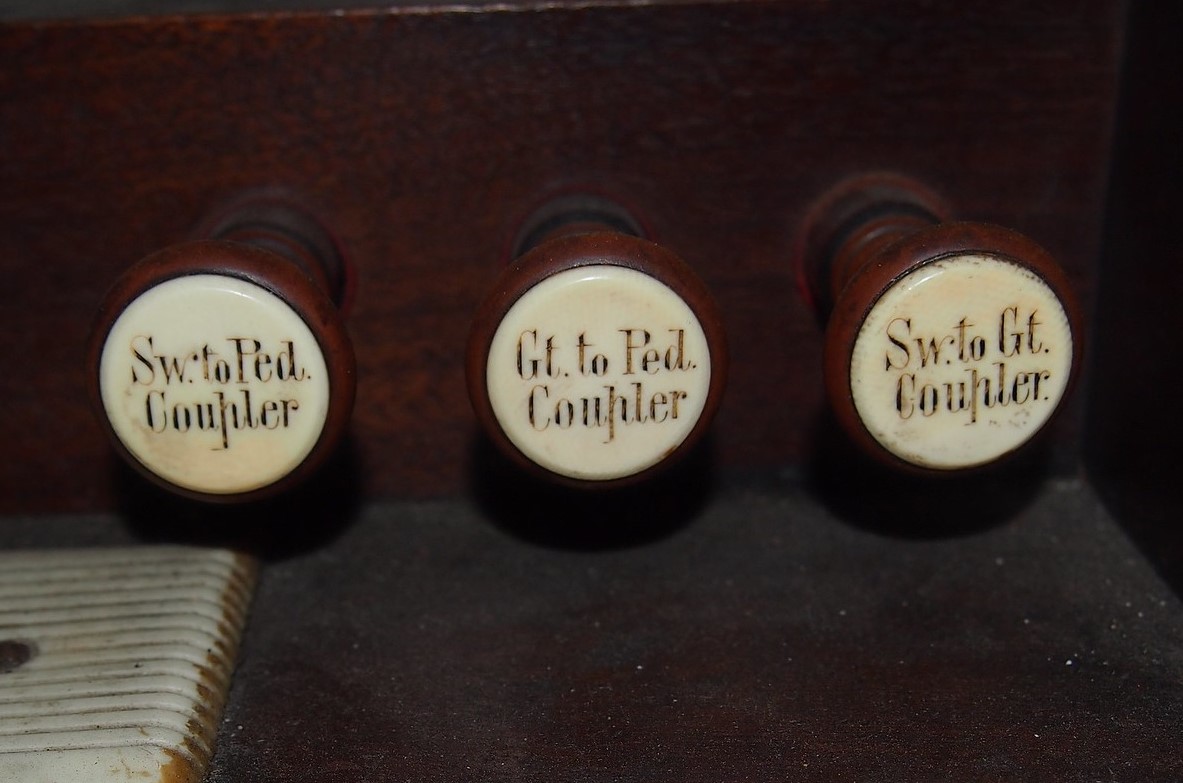 Sw. to Ped.
Coupler
Gt. to Ped.
Coupler
Sw. to Gt.
Coupler.